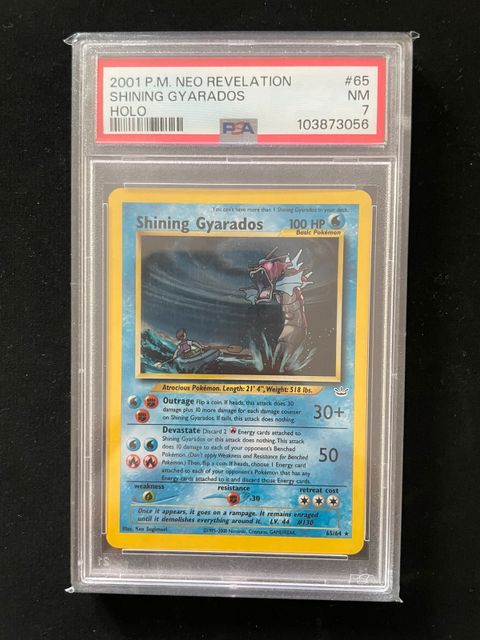 2001 P.M. NEO REVELATION #65
SHINING GYARADOS NM
HOLO 7
PSA 103873056
You can't have more than 1 Shining Gyarados in your deck.
Shining Gyarados 100 HP
Basic Pokémon
Atrocious Pokémon. Length: 21' 4", Weight: 518 lbs.
Outrage Flip a coin. If heads, this attack does 30
damage plus 10 more damage for each damage counter
on Shining Gyarados. If tails, this attack does nothing.
30+
Devastate Discard 2 Energy cards attached to
Shining Gyarados or this attack does nothing. This attack
does 10 damage to each of your opponent's Benched
Pokémon. (Don't apply Weakness and Resistance for Benched
Pokémon.) Then, flip a coin. If heads, choose 1 Energy card
attached to each of your opponent's Pokémon that has any
Energy cards attached to it and discard those Energy cards.
50
weakness resistance retreat cost
-30
Once it appears, it goes on a rampage. It remains enraged
until it demolishes everything around it. LV. 44 #130
Illus. Ken Sugimori ©1995-2000 Nintendo, Creatures, GAMEFREAK. 65/64 ★